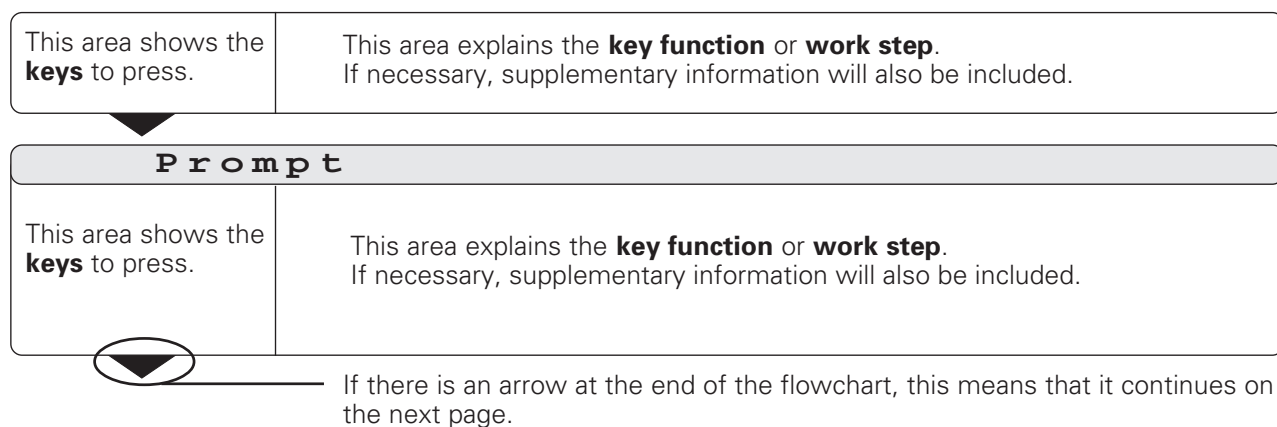 This area shows the
keys to press.
This area explains the key function or work step.
If necessary, supplementary information will also be included.
Prompt
This area shows the
keys to press.
This area explains the key function or work step.
If necessary, supplementary information will also be included.
If there is an arrow at the end of the flowchart, this means that it continues on
the next page.